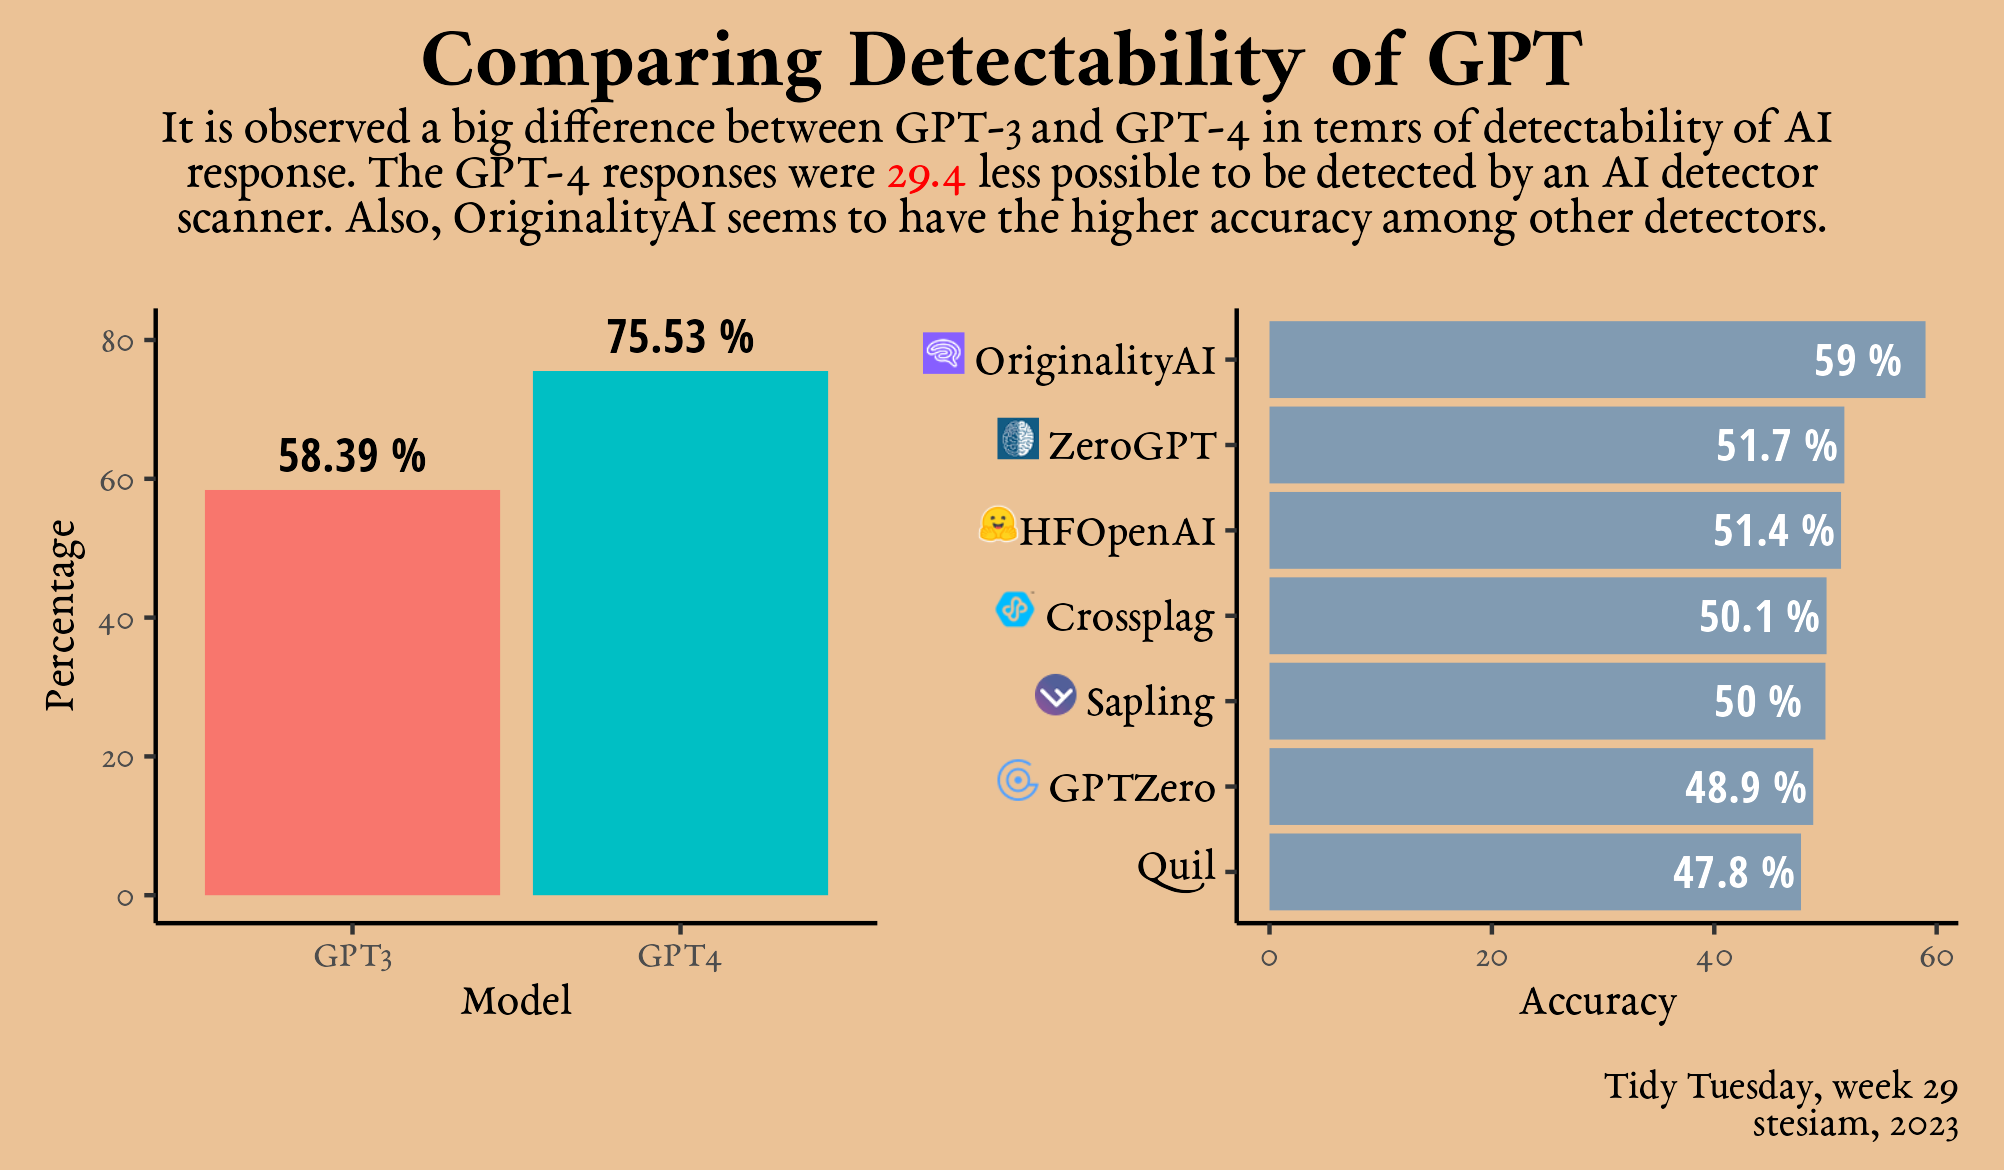 Comparing Detectability of GPT
It is observed a big difference between GPT-3 and GPT-4 in temrs of detectability of AI
response. The GPT-4 responses were 29.4 less possible to be detected by an AI detector
scanner. Also, OriginalityAI seems to have the higher accuracy among other detectors.
Percentage
80
60
40
20
0
58.39 %
75.53 %
GPT3
GPT4
Model
OriginalityAI
59 %
ZeroGPT
51.7 %
HFOpenAI
51.4 %
Crossplag
50.1 %
Sapling
50 %
GPTZero
48.9 %
Quil
47.8 %
0
20
40
60
Accuracy
Tidy Tuesday, week 29
stesiam, 2023